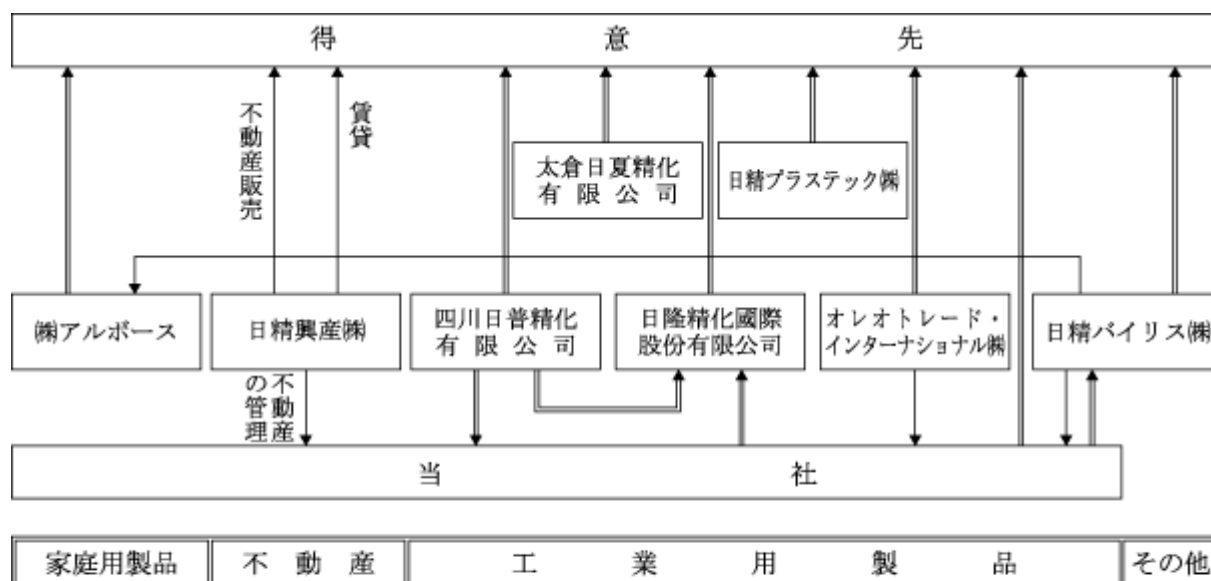 得意先
不動産販売
賃貸
太倉日夏精化
有限公司
日精プラステック㈱
㈱アルボース
日精興産㈱
四川日普精化
有限公司
日隆精化國際
股份有限公司
オレオトレード・
インターナショナル㈱
日精バイリス㈱
不動産
の管理
当社
家庭用製品
不動産
工業用製品
その他